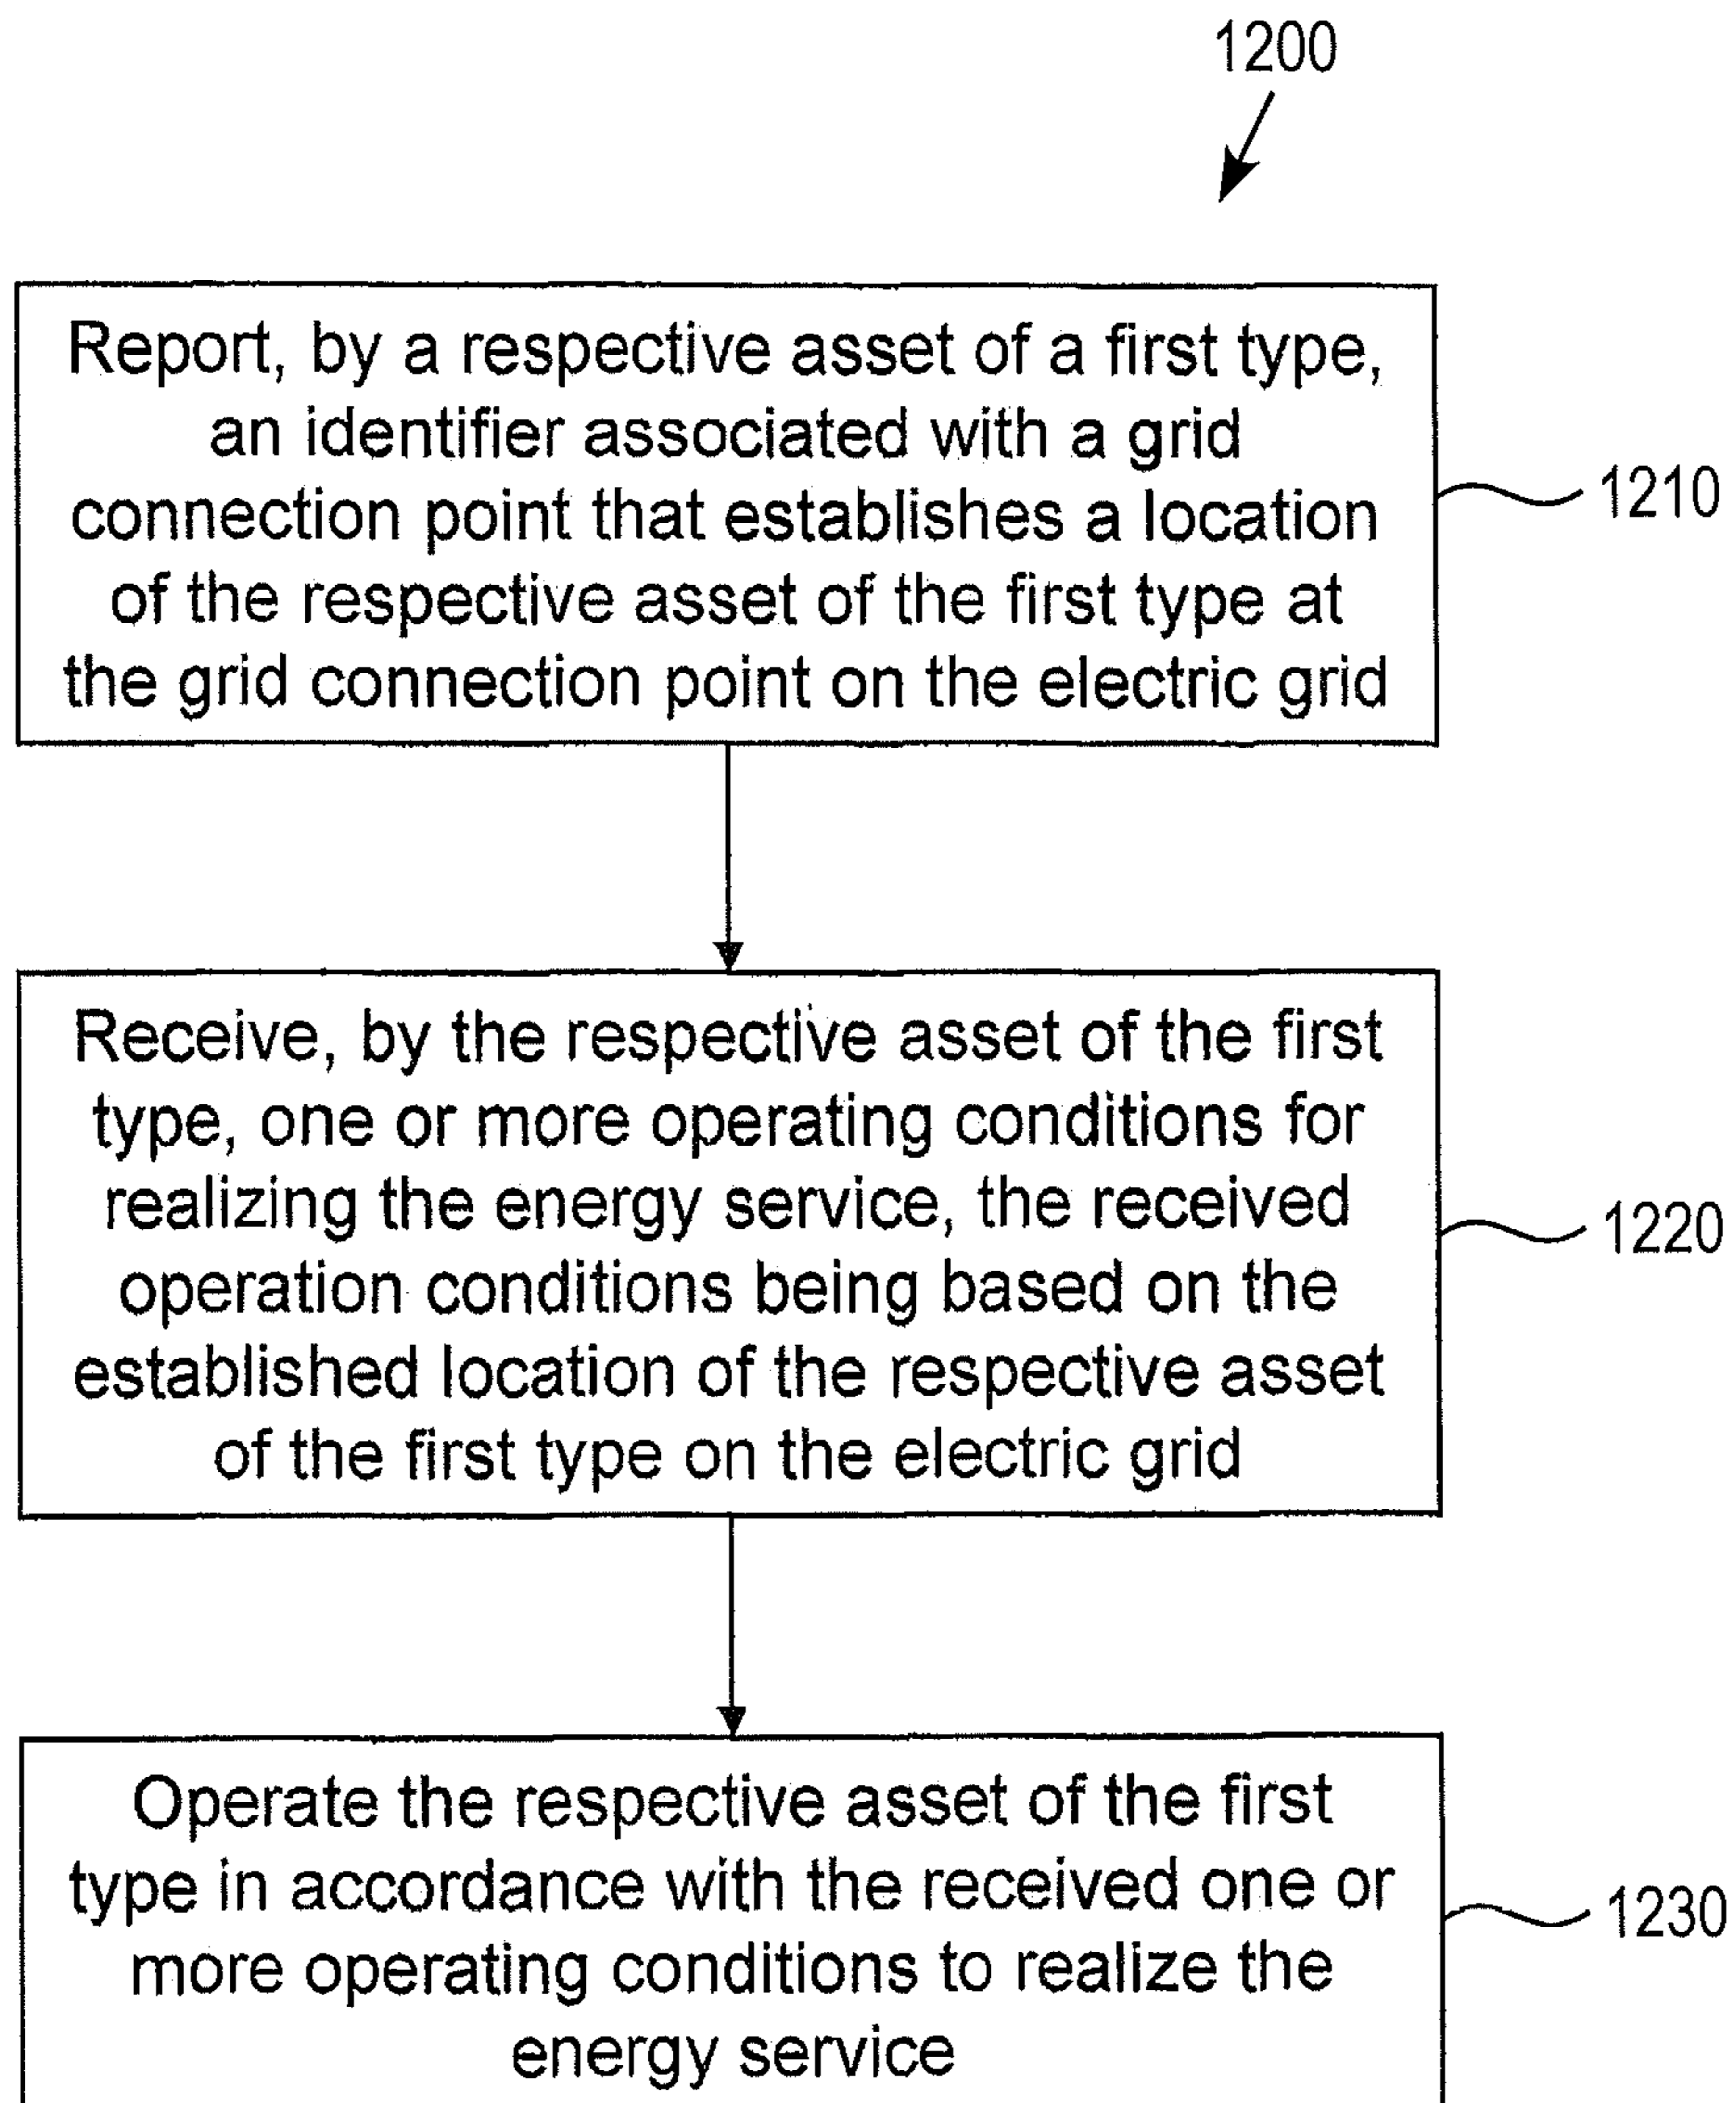 1200
Report, by a respective asset of a first type,
an identifier associated with a grid
connection point that establishes a location
of the respective asset of the first type at
the grid connection point on the electric grid
1210
Receive, by the respective asset of the first
type, one or more operating conditions for
realizing the energy service, the received
operation conditions being based on the
established location of the respective asset
of the first type on the electric grid
1220
Operate the respective asset of the first
type in accordance with the received one or
more operating conditions to realize the
energy service
1230